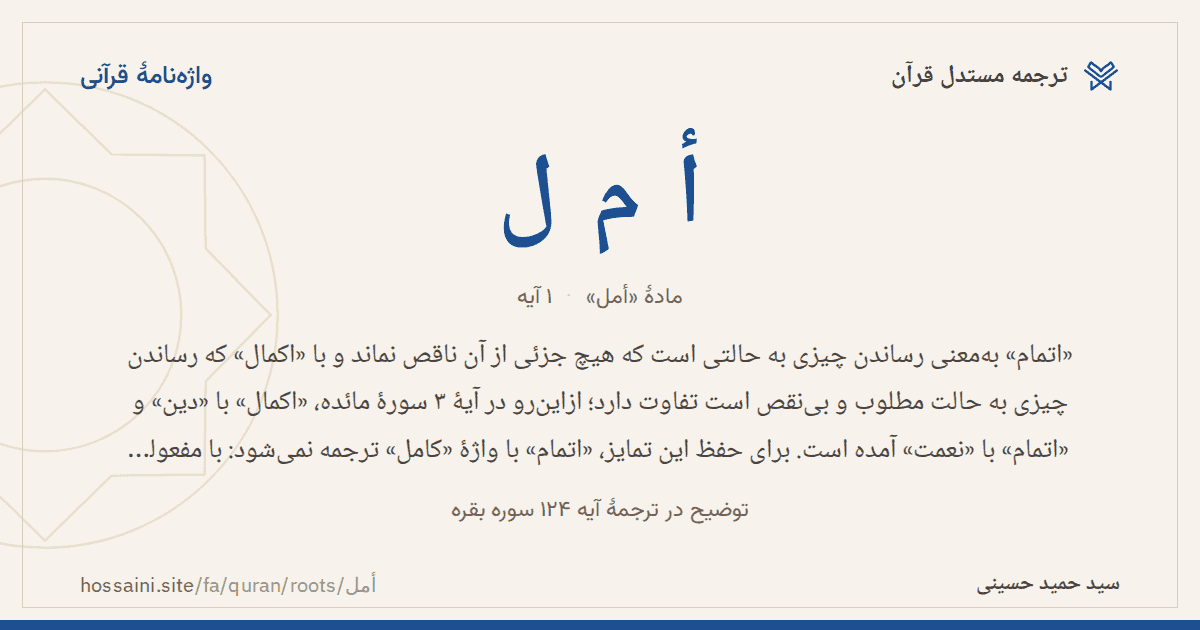 ترجمه مستدل قرآن
واژه‌نامهٔ قرآنی
أ م ل
مادهٔ «أمل» · ۱ آیه
«اتمام» به‌معنی رساندن چیزی به حالتی است که هیچ جزئی از آن ناقص نماند و با «اکمال» که رساندن
چیزی به حالت مطلوب و بی‌نقص است تفاوت دارد؛ ازاین‌رو در آیهٔ ۳ سورهٔ مائده، «اکمال» با «دین» و
«اتمام» با «نعمت» آمده است. برای حفظ این تمایز، «اتمام» با واژهٔ «کامل» ترجمه نمی‌شود: با مفعولـ…
توضیح در ترجمهٔ آیه ۱۲۴ سوره بقره
سید حمید حسینی
hossaini.site/fa/quran/roots/أمل